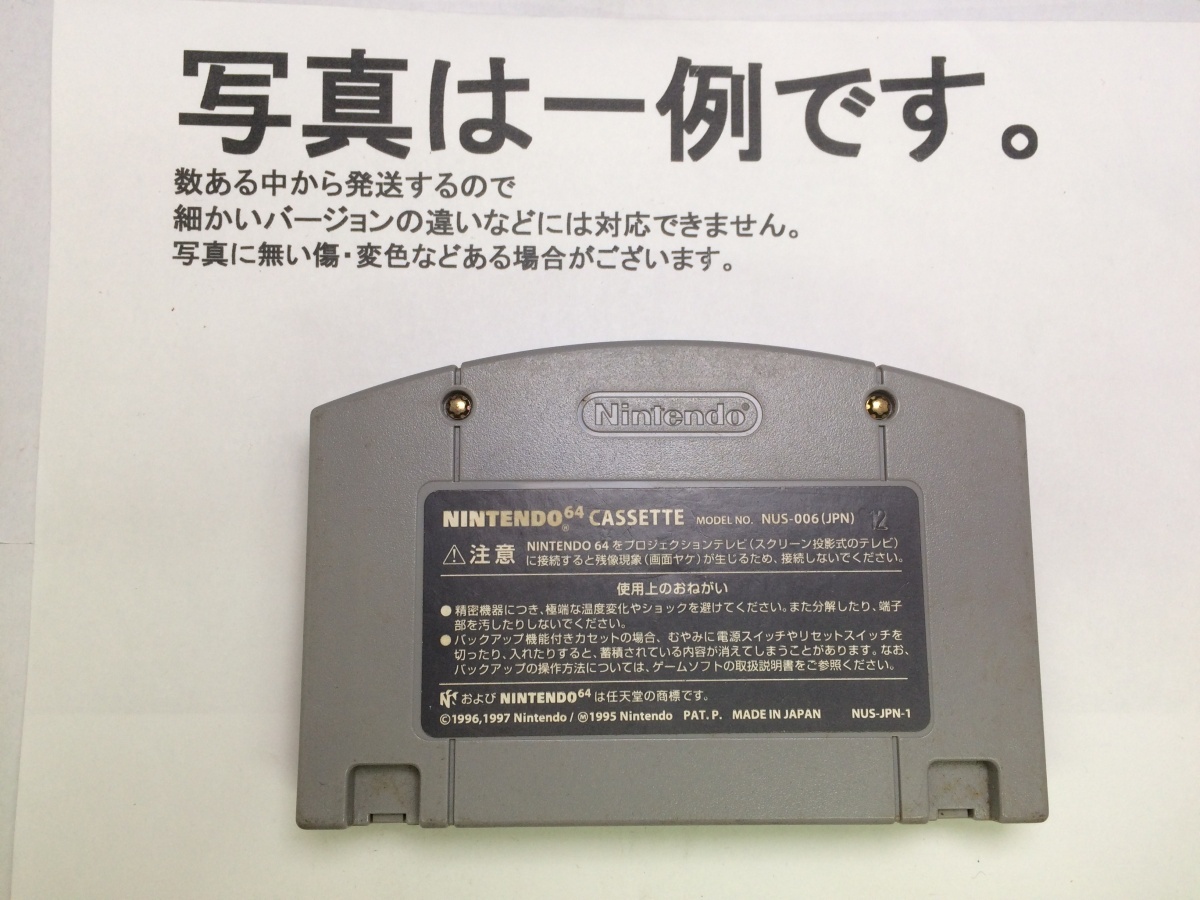 写真は一例です。
数ある中から発送するので
細かいバージョンの違いなどには対応できません。
写真に無い傷・変色などある場合がございます。
Nintendo®
NINTENDO64® CASSETTE MODEL NO. NUS-006(JPN) 12
注意 NINTENDO 64をプロジェクションテレビ(スクリーン投影式のテレビ)
に接続すると残像現象(画面ヤケ)が生じるため、接続しないでください。
使用上のおねがい
●精密機器につき、極端な温度変化やショックを避けてください。また分解したり、端子
部を汚したりしないでください。
●バックアップ機能付きカセットの場合、むやみに電源スイッチやリセットスイッチを
切ったり、入れたりすると、蓄積されている内容が消えてしまうことがあります。なお、
バックアップの操作方法については、ゲームソフトの取扱説明書をご参照ください。
および NINTENDO64は任天堂の商標です。
©1996,1997 Nintendo / Ⓜ1995 Nintendo PAT. P. MADE IN JAPAN NUS-JPN-1